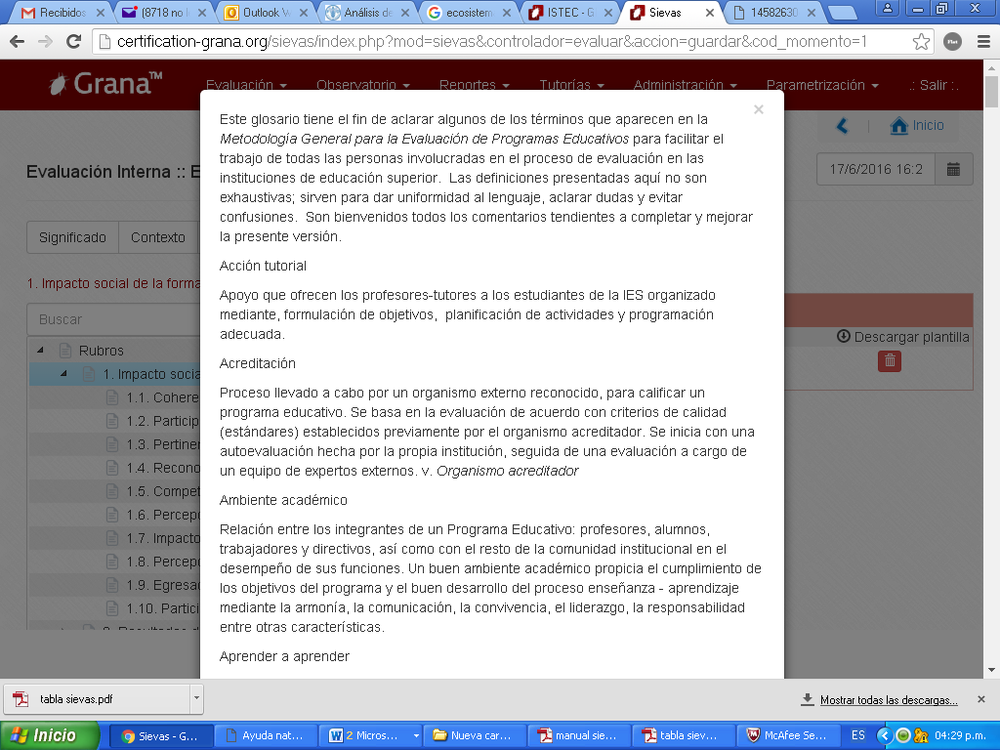 Recibidos
(8718 no l
Outlook W
Análisis de
ecosistem
ISTEC - G
Sievas
14582630
certification-grana.org/sievas/index.php?mod=sievas&controlador=evaluar&accion=guardar&cod_momento=1
Grana™
Evaluación
Observatorio
Reportes
Tutorías
Administración
Parametrización
.: Salir :.
Inicio
Evaluación Interna :: E
17/6/2016 16:2
Significado
Contexto
1. Impacto social de la forma
Buscar
Descargar plantilla
Rubros
1. Impacto socia
1.1. Cohere
1.2. Particip
1.3. Pertiner
1.4. Recono
1.5. Compet
1.6. Percepc
1.7. Impacto
1.8. Percepc
1.9. Egresac
1.10. Partici
×
Este glosario tiene el fin de aclarar algunos de los términos que aparecen en la
Metodología General para la Evaluación de Programas Educativos para facilitar el
trabajo de todas las personas involucradas en el proceso de evaluación en las
instituciones de educación superior. Las definiciones presentadas aquí no son
exhaustivas; sirven para dar uniformidad al lenguaje, aclarar dudas y evitar
confusiones. Son bienvenidos todos los comentarios tendientes a completar y mejorar
la presente versión.
Acción tutorial
Apoyo que ofrecen los profesores-tutores a los estudiantes de la IES organizado
mediante, formulación de objetivos, planificación de actividades y programación
adecuada.
Acreditación
Proceso llevado a cabo por un organismo externo reconocido, para calificar un
programa educativo. Se basa en la evaluación de acuerdo con criterios de calidad
(estándares) establecidos previamente por el organismo acreditador. Se inicia con una
autoevaluación hecha por la propia institución, seguida de una evaluación a cargo de
un equipo de expertos externos. v. Organismo acreditador
Ambiente académico
Relación entre los integrantes de un Programa Educativo: profesores, alumnos,
trabajadores y directivos, así como con el resto de la comunidad institucional en el
desempeño de sus funciones. Un buen ambiente académico propicia el cumplimiento de
los objetivos del programa y el buen desarrollo del proceso enseñanza - aprendizaje
mediante la armonía, la comunicación, la convivencia, el liderazgo, la responsabilidad
entre otras características.
Aprender a aprender
tabla sievas.pdf
Mostrar todas las descargas...
Inicio
Sievas - G...
Ayuda nat...
2 Micros...
Nueva car...
manual sie...
tabla siev...
McAfee Se...
ES
04:29 p.m.